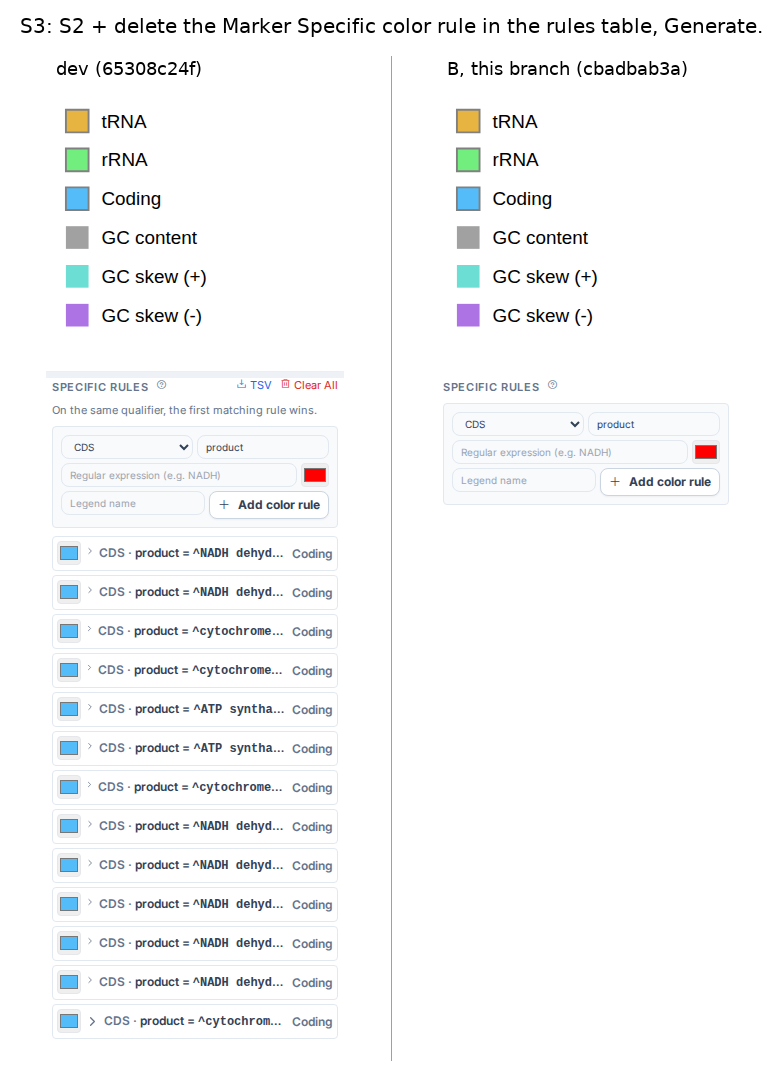 S3: S2 + delete the Marker Specific color rule in the rules table, Generate.
dev (65308c24f)
tRNA
rRNA
Coding
GC content
GC skew (+)
GC skew (-)
SPECIFIC RULES TSV Clear All
On the same qualifier, the first matching rule wins.
CDS product
Regular expression (e.g. NADH)
Legend name + Add color rule
CDS · product = ^NADH dehyd... Coding
CDS · product = ^NADH dehyd... Coding
CDS · product = ^cytochrome... Coding
CDS · product = ^cytochrome... Coding
CDS · product = ^ATP syntha... Coding
CDS · product = ^ATP syntha... Coding
CDS · product = ^cytochrome... Coding
CDS · product = ^NADH dehyd... Coding
CDS · product = ^NADH dehyd... Coding
CDS · product = ^NADH dehyd... Coding
CDS · product = ^NADH dehyd... Coding
CDS · product = ^NADH dehyd... Coding
CDS · product = ^cytochrom... Coding
B, this branch (cbadbab3a)
tRNA
rRNA
Coding
GC content
GC skew (+)
GC skew (-)
SPECIFIC RULES
CDS product
Regular expression (e.g. NADH)
Legend name + Add color rule